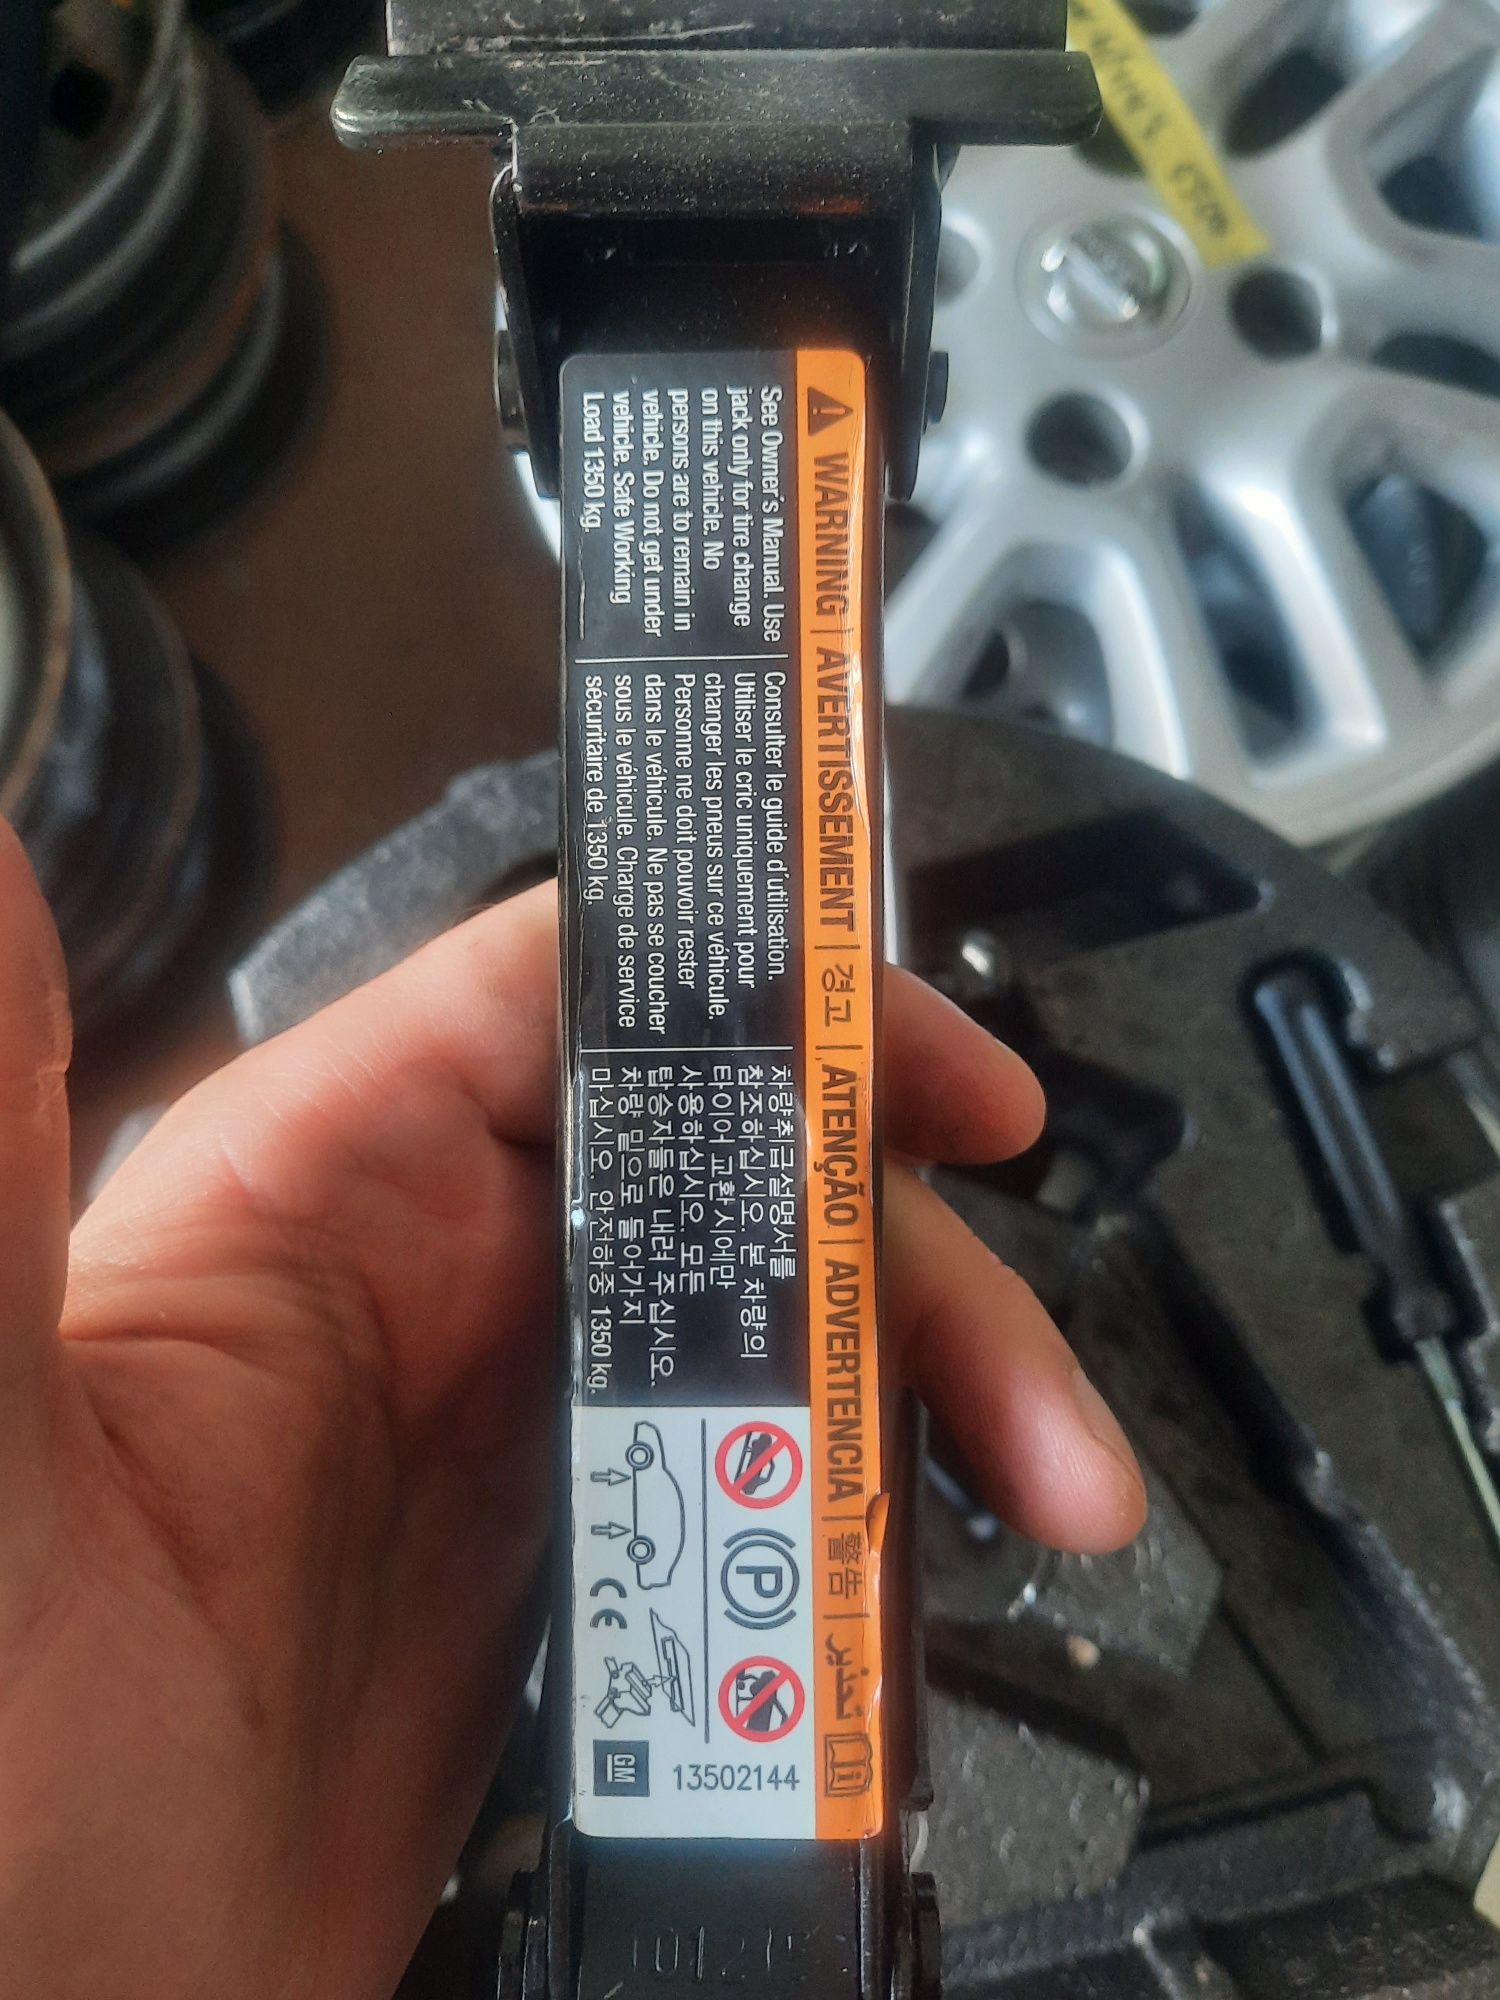 WARNING | AVERTISSEMENT | 경고 | ATENÇÃO | ADVERTENCIA | 警告 | تحذير
See Owner's Manual. Use
jack only for tire change
on this vehicle. No
persons are to remain in
vehicle. Do not get under
vehicle. Safe Working
Load 1350 kg.
Consulter le guide d'utilisation.
Utiliser le cric uniquement pour
changer les pneus sur ce véhicule.
Personne ne doit pouvoir rester
dans le véhicule. Ne pas se coucher
sous le véhicule. Charge de service
sécuritaire de 1350 kg.
차량취급설명서를
참조하십시오. 본 차량의
타이어 교환시에만
사용하십시오. 모든
탑승자들은 내려 주십시오.
차량 밑으로 들어가지
마십시오. 안전하중 1350 kg.
(P)
CE
13502144
GM